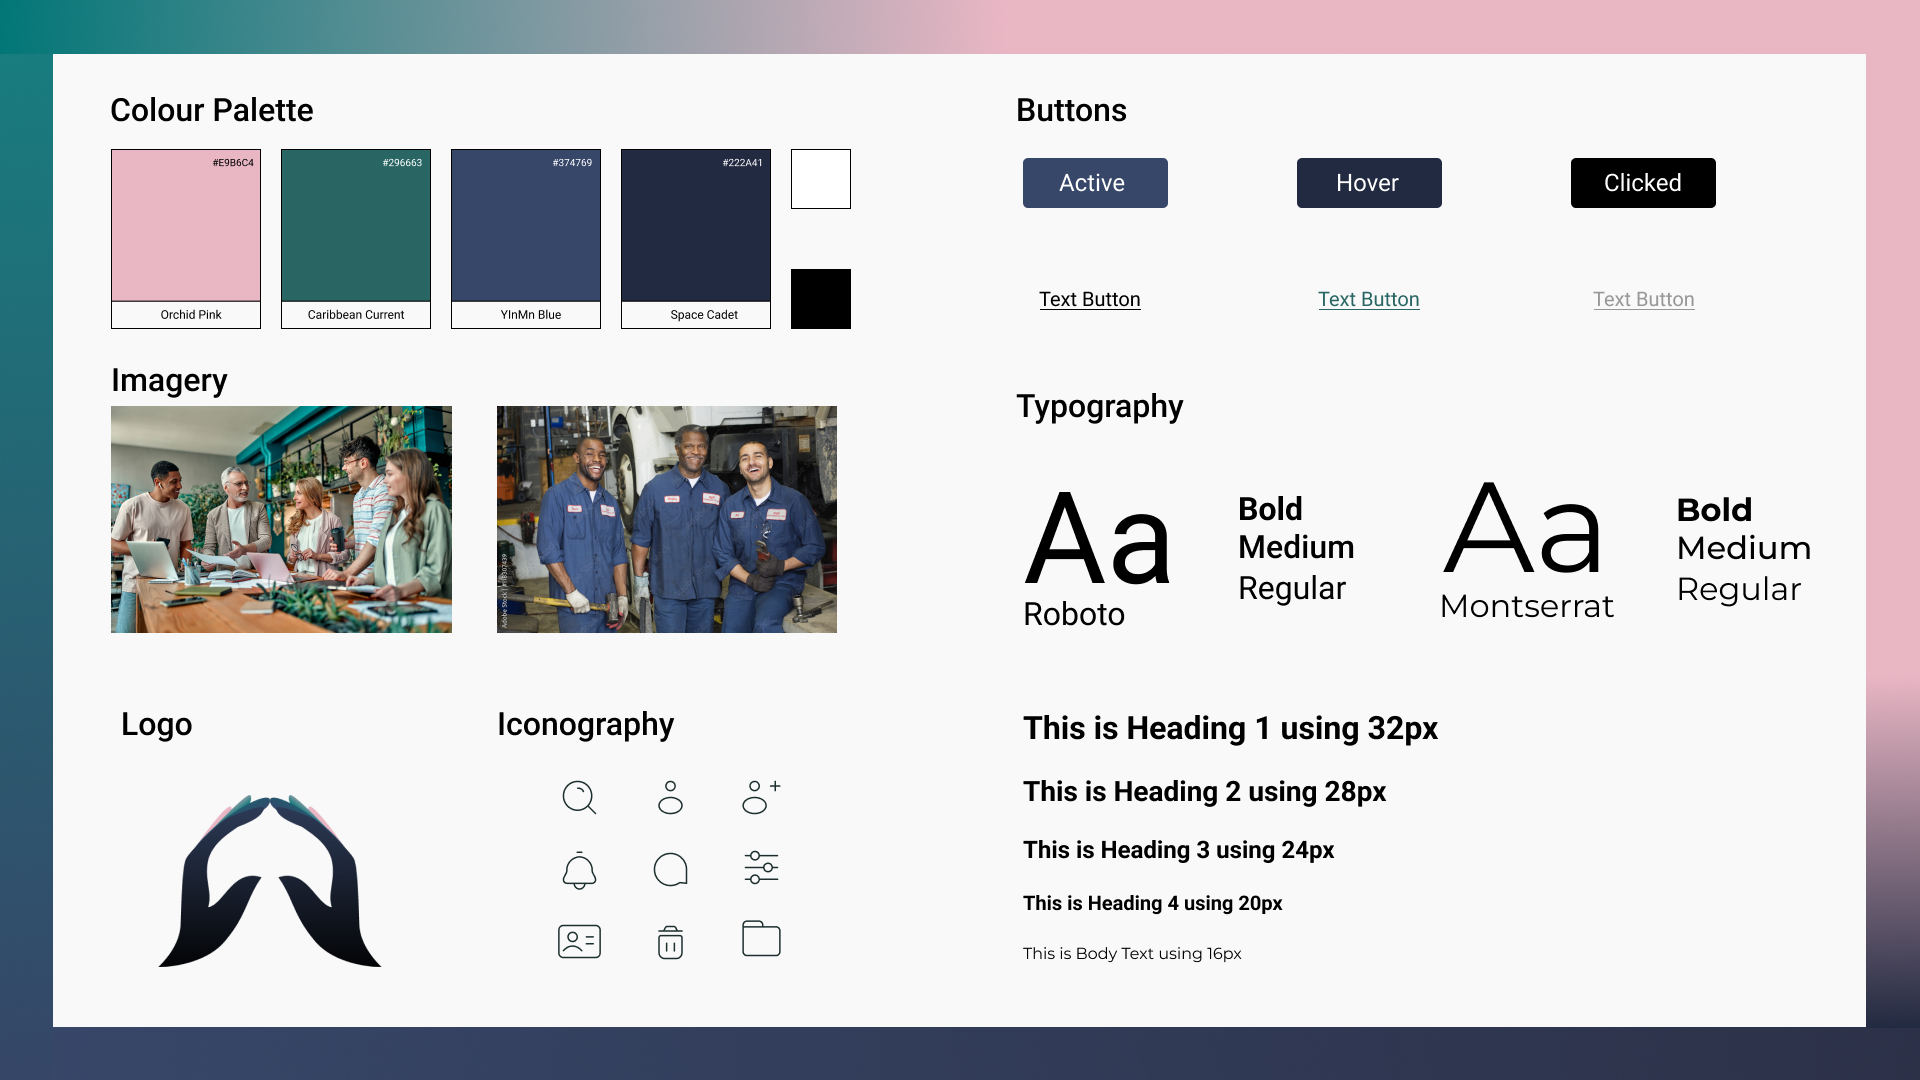 Colour Palette
#E9B6C4
#296663
#374769
#222A41
Orchid Pink
Caribbean Current
YInMn Blue
Space Cadet
Imagery
Logo
Iconography
Buttons
Active
Hover
Clicked
Text Button
Text Button
Text Button
Typography
Aa
Roboto
Bold
Medium
Regular
Aa
Montserrat
Bold
Medium
Regular
This is Heading 1 using 32px
This is Heading 2 using 28px
This is Heading 3 using 24px
This is Heading 4 using 20px
This is Body Text using 16px